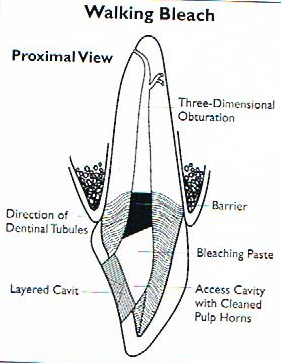 Walking Bleach
Proximal View
Three-Dimensional
Obturation
Barrier
Direction of
Dentinal Tubules
Bleaching Paste
Layered Cavit
Access Cavity
with Cleaned
Pulp Horns